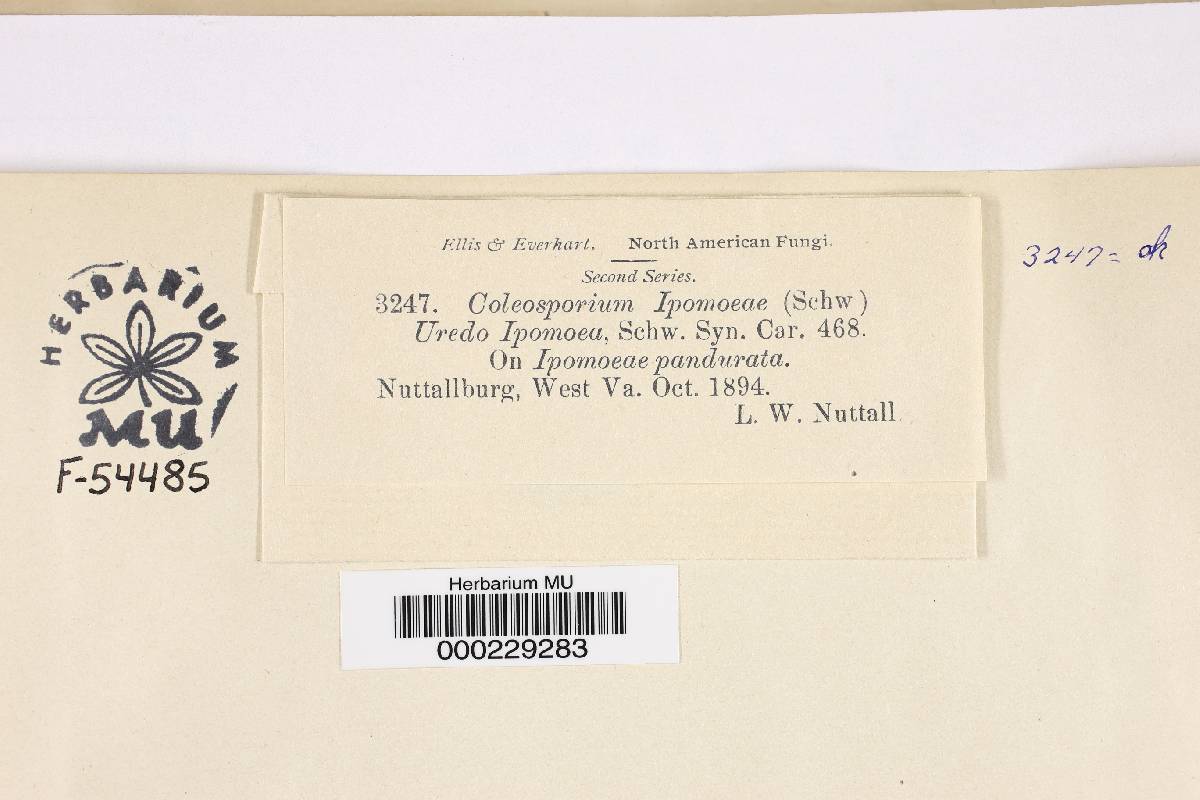 Ellis & Everhart. North American Fungi.
Second Series.
3247. Coleosporium Ipomoeae (Schw)
Uredo Ipomoea, Schw. Syn. Car. 468.
On Ipomoeae pandurata.
Nuttallburg, West Va. Oct. 1894.
L. W. Nuttall.
3247= ok
HERBARIUM
MU
F-54485
Herbarium MU
000229283